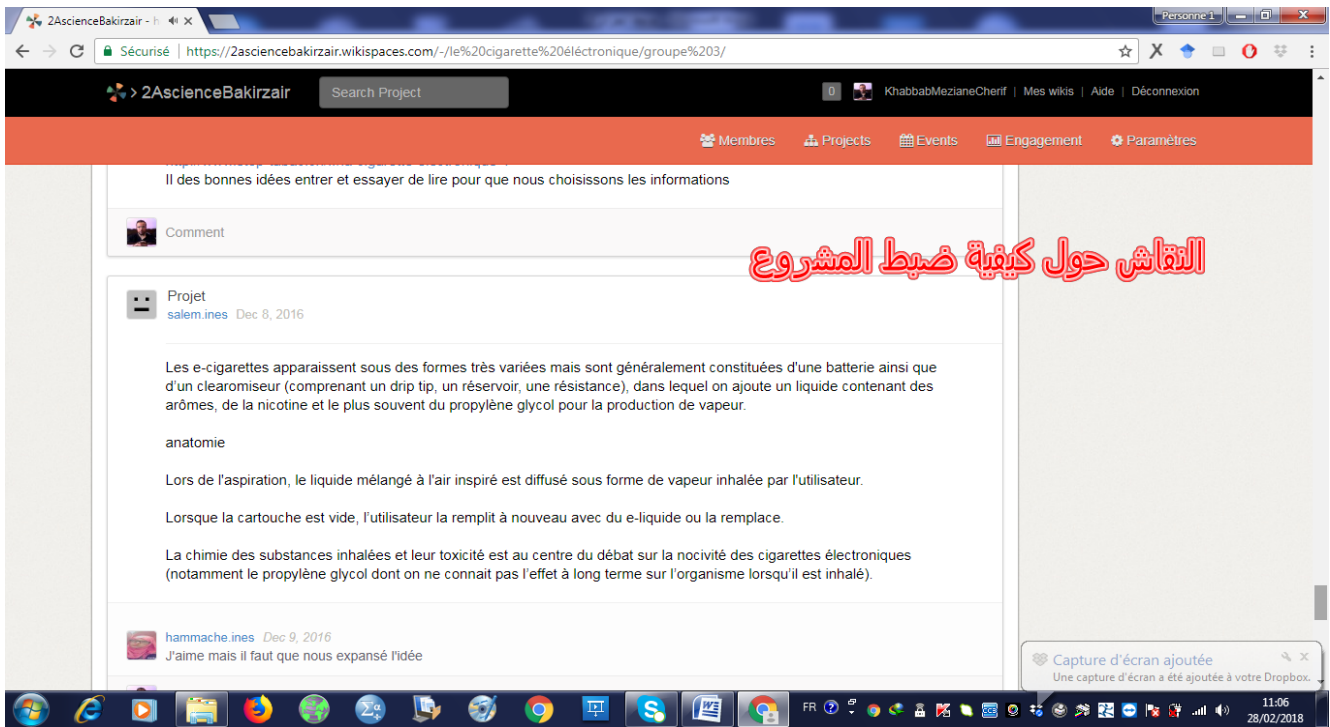 2AscienceBakirzair - h
Personne 1
Sécurisé | https://2asciencebakirzair.wikispaces.com/-/le%20cigarette%20éléctronique/groupe%203/
> 2AscienceBakirzair
Search Project
0 KhabbabMezianeCherif | Mes wikis | Aide | Déconnexion
Membres Projects Events Engagement Paramètres
Il des bonnes idées entrer et essayer de lire pour que nous choisissons les informations
Comment
النقاش حول كيفية ضبط المشروع
Projet
salem.ines Dec 8, 2016
Les e-cigarettes apparaissent sous des formes très variées mais sont généralement constituées d'une batterie ainsi que
d'un clearomiseur (comprenant un drip tip, un réservoir, une résistance), dans lequel on ajoute un liquide contenant des
arômes, de la nicotine et le plus souvent du propylène glycol pour la production de vapeur.
anatomie
Lors de l'aspiration, le liquide mélangé à l'air inspiré est diffusé sous forme de vapeur inhalée par l'utilisateur.
Lorsque la cartouche est vide, l'utilisateur la remplit à nouveau avec du e-liquide ou la remplace.
La chimie des substances inhalées et leur toxicité est au centre du débat sur la nocivité des cigarettes électroniques
(notamment le propylène glycol dont on ne connait pas l'effet à long terme sur l'organisme lorsqu'il est inhalé).
hammache.ines Dec 9, 2016
J'aime mais il faut que nous expansé l'idée
Capture d'écran ajoutée
Une capture d'écran a été ajoutée à votre Dropbox.
FR
11:06
28/02/2018